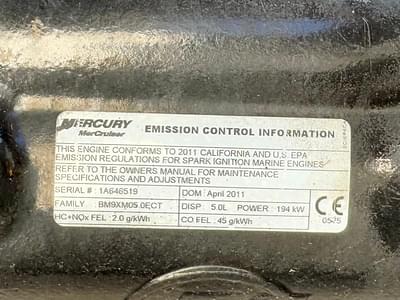 MERCURY
MerCruiser
EMISSION CONTROL INFORMATION
THIS ENGINE CONFORMS TO 2011 CALIFORNIA AND U.S. EPA
EMISSION REGULATIONS FOR SPARK IGNITION MARINE ENGINES
REFER TO THE OWNERS MANUAL FOR MAINTENANCE
SPECIFICATIONS AND ADJUSTMENTS
SERIAL # : 1A646519 DOM : April 2011
FAMILY BM9XM05.0ECT DISP : 5.0L POWER : 194 kW
HC+NOx FEL : 2.0 g/kWh CO FEL : 45 g/kWh
CE
0575